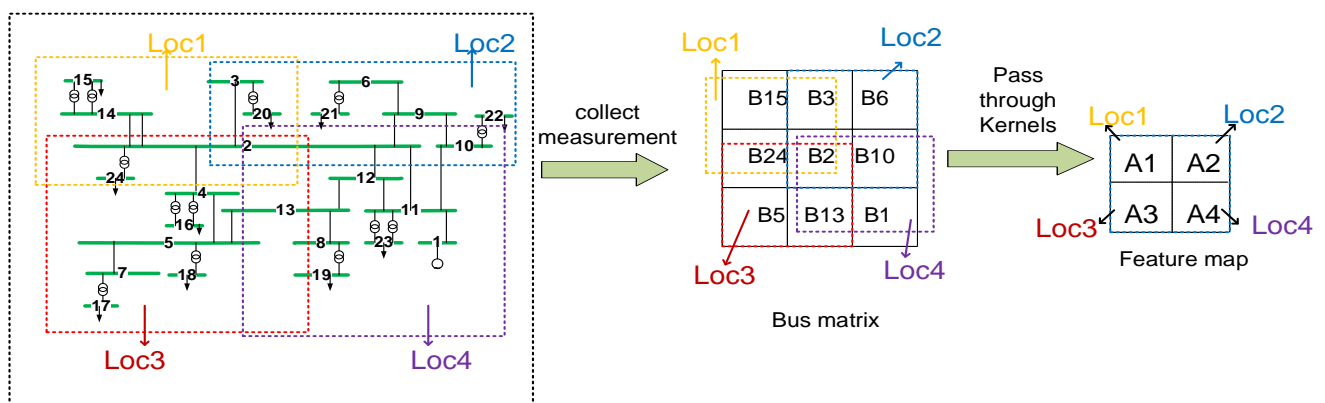 Loc1
Loc2
15
3
6
14
20
21
9
22
2
10
24
12
4
16
13
11
5
8
23
1
7
18
19
17
Loc3
Loc4
collect
measurement
Loc1
Loc2
B15 B3 B6
B24 B2 B10
B5 B13 B1
Loc3
Loc4
Bus matrix
Pass
through
Kernels
Loc1
Loc2
A1 A2
A3 A4
Loc3
Loc4
Feature map